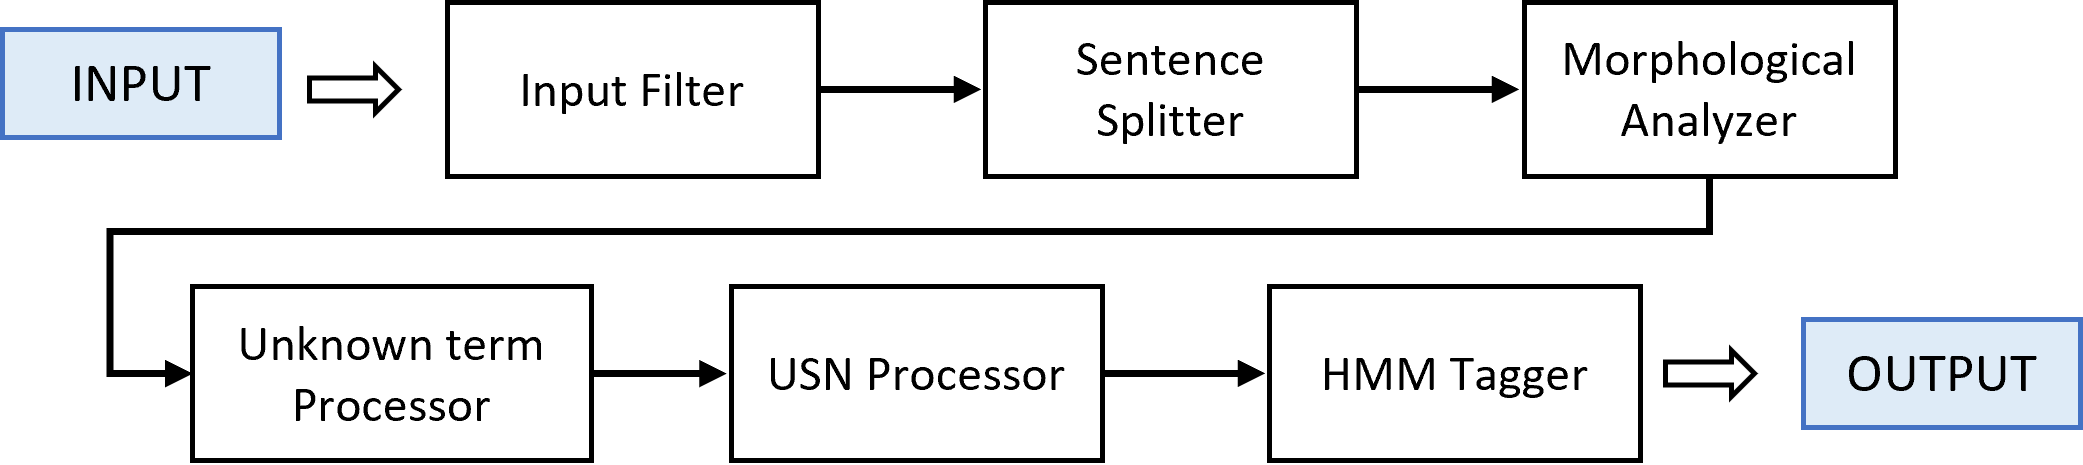 INPUT
Input Filter
Sentence
Splitter
Morphological
Analyzer
Unknown term
Processor
USN Processor
HMM Tagger
OUTPUT